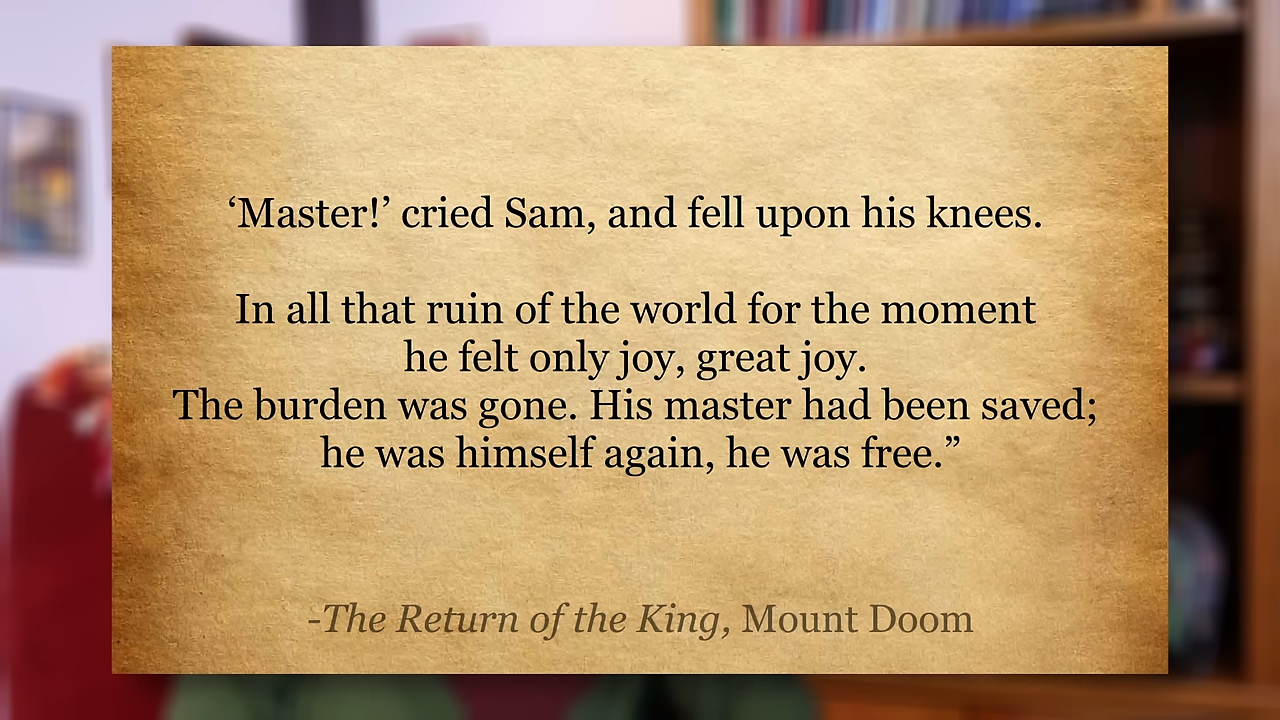 ‘Master!’ cried Sam, and fell upon his knees.
In all that ruin of the world for the moment
he felt only joy, great joy.
The burden was gone. His master had been saved;
he was himself again, he was free.”
-The Return of the King, Mount Doom